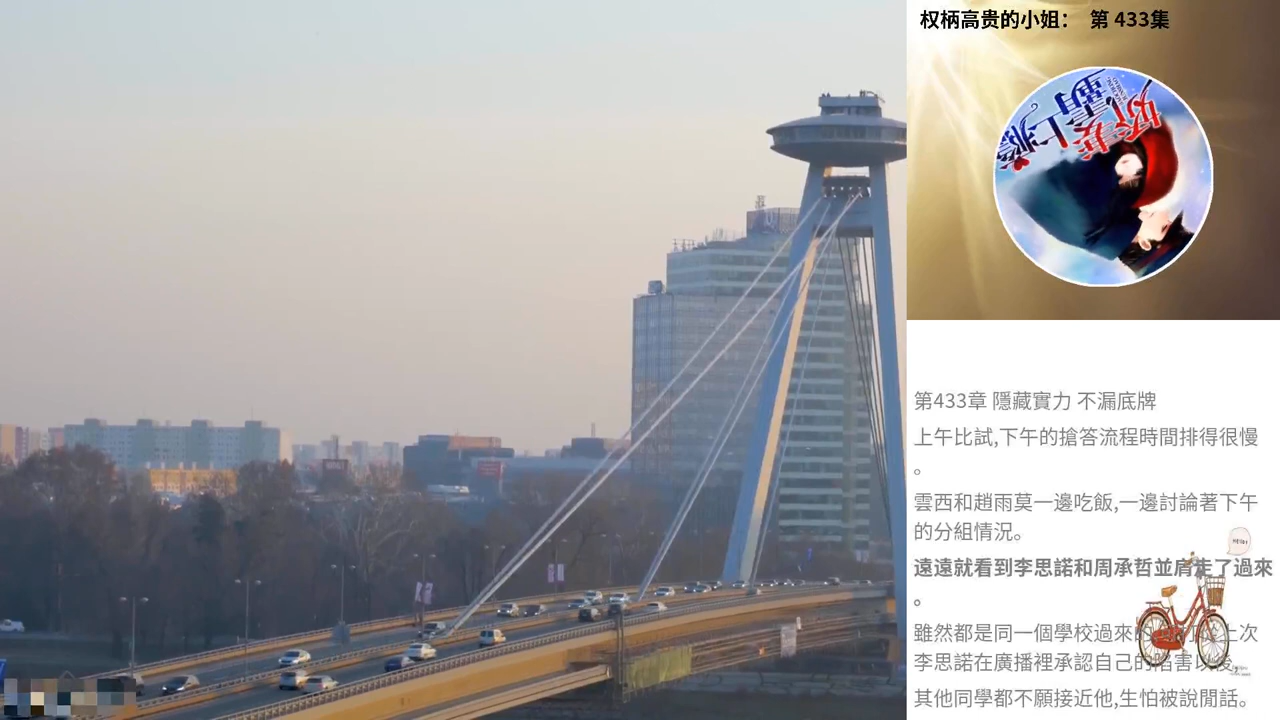 权柄高贵的小姐： 第 433集
第433章 隱藏實力 不漏底牌
上午比試,下午的搶答流程時間排得很慢
。
雲西和趙雨莫一邊吃飯,一邊討論著下午
的分組情況。
遠遠就看到李思諾和周承哲並肩走了過來
。
雖然都是同一個學校過來 上次
李思諾在廣播裡承認自己的陷害以後
其他同學都不願接近他,生怕被說閒話。